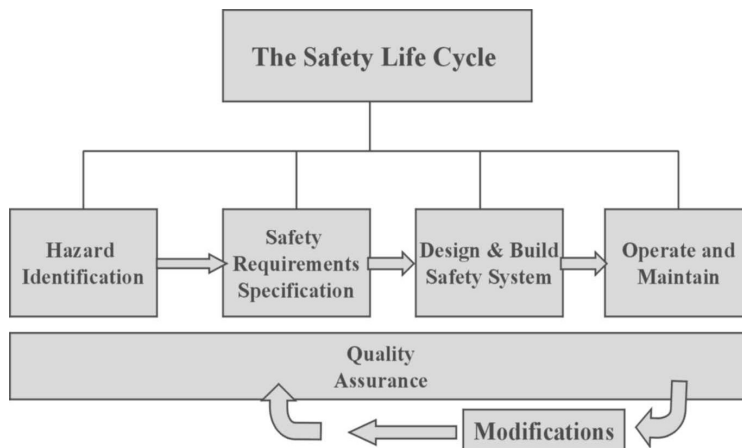 The Safety Life Cycle
Hazard
Identification
Safety
Requirements
Specification
Design & Build
Safety System
Operate and
Maintain
Quality
Assurance
Modifications